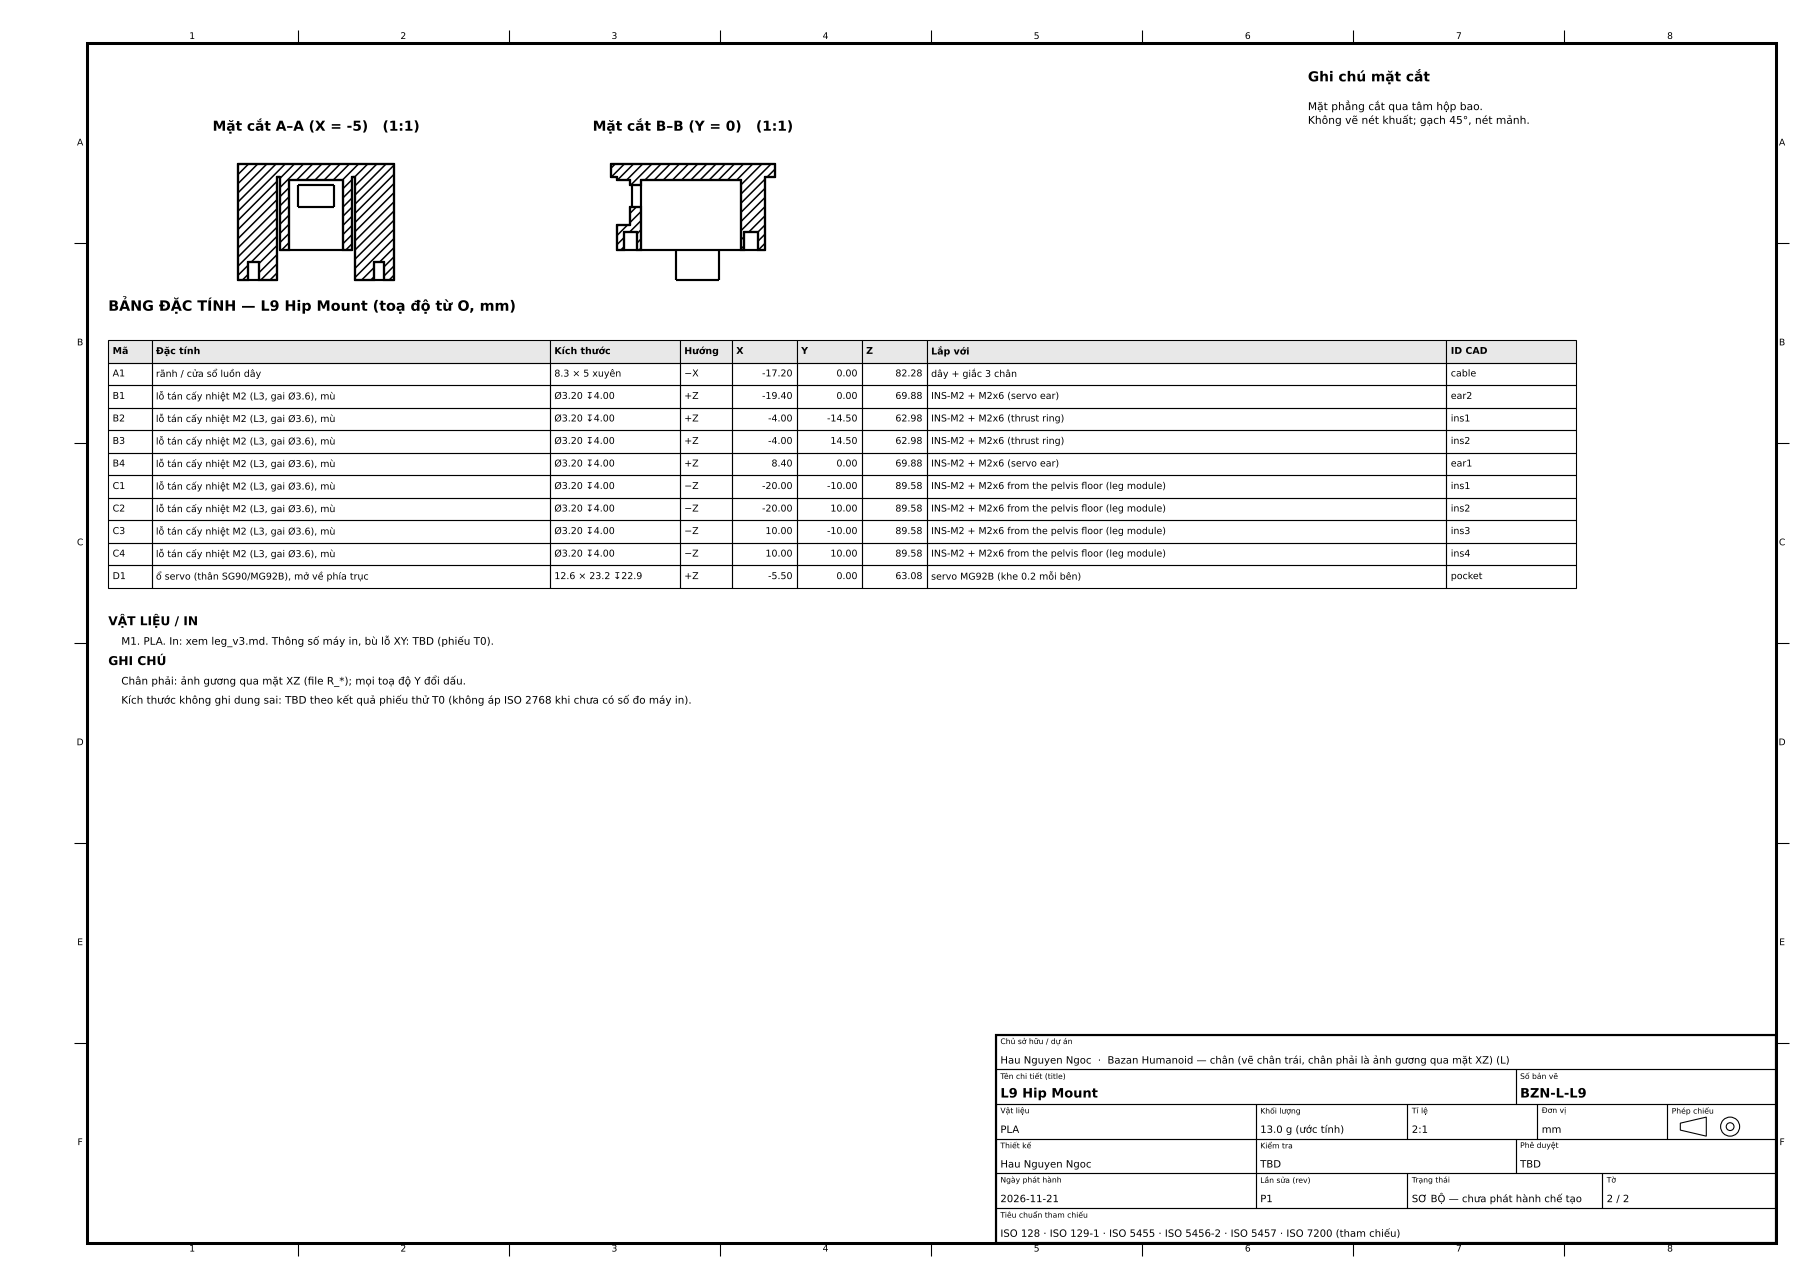 1 2 3 4 5 6 7 8
Ghi chú mặt cắt
Mặt phẳng cắt qua tâm hộp bao.
Không vẽ nét khuất; gạch 45°, nét mảnh.
Mặt cắt A–A (X = -5) (1:1)
Mặt cắt B–B (Y = 0) (1:1)
A A
BẢNG ĐẶC TÍNH — L9 Hip Mount (toạ độ từ O, mm)
B B
Mã Đặc tính Kích thước Hướng X Y Z Lắp với ID CAD
A1 rãnh / cửa sổ luồn dây 8.3 × 5 xuyên −X -17.20 0.00 82.28 dây + giắc 3 chân cable
B1 lỗ tán cấy nhiệt M2 (L3, gai Ø3.6), mù Ø3.20 ↧4.00 +Z -19.40 0.00 69.88 INS-M2 + M2x6 (servo ear) ear2
B2 lỗ tán cấy nhiệt M2 (L3, gai Ø3.6), mù Ø3.20 ↧4.00 +Z -4.00 -14.50 62.98 INS-M2 + M2x6 (thrust ring) ins1
B3 lỗ tán cấy nhiệt M2 (L3, gai Ø3.6), mù Ø3.20 ↧4.00 +Z -4.00 14.50 62.98 INS-M2 + M2x6 (thrust ring) ins2
B4 lỗ tán cấy nhiệt M2 (L3, gai Ø3.6), mù Ø3.20 ↧4.00 +Z 8.40 0.00 69.88 INS-M2 + M2x6 (servo ear) ear1
C1 lỗ tán cấy nhiệt M2 (L3, gai Ø3.6), mù Ø3.20 ↧4.00 −Z -20.00 -10.00 89.58 INS-M2 + M2x6 from the pelvis floor (leg module) ins1
C2 lỗ tán cấy nhiệt M2 (L3, gai Ø3.6), mù Ø3.20 ↧4.00 −Z -20.00 10.00 89.58 INS-M2 + M2x6 from the pelvis floor (leg module) ins2
C3 lỗ tán cấy nhiệt M2 (L3, gai Ø3.6), mù Ø3.20 ↧4.00 −Z 10.00 -10.00 89.58 INS-M2 + M2x6 from the pelvis floor (leg module) ins3
C C
C4 lỗ tán cấy nhiệt M2 (L3, gai Ø3.6), mù Ø3.20 ↧4.00 −Z 10.00 10.00 89.58 INS-M2 + M2x6 from the pelvis floor (leg module) ins4
D1 ổ servo (thân SG90/MG92B), mở về phía trục 12.6 × 23.2 ↧22.9 +Z -5.50 0.00 63.08 servo MG92B (khe 0.2 mỗi bên) pocket
VẬT LIỆU / IN
M1. PLA. In: xem leg_v3.md. Thông số máy in, bù lỗ XY: TBD (phiếu T0).
GHI CHÚ
Chân phải: ảnh gương qua mặt XZ (file R_*); mọi toạ độ Y đổi dấu.
Kích thước không ghi dung sai: TBD theo kết quả phiếu thử T0 (không áp ISO 2768 khi chưa có số đo máy in).
D D
E E
Chủ sở hữu / dự án
Hau Nguyen Ngoc · Bazan Humanoid — chân (vẽ chân trái, chân phải là ảnh gương qua mặt XZ) (L)
Tên chi tiết (title) Số bản vẽ
L9 Hip Mount BZN-L-L9
Vật liệu Khối lượng Tỉ lệ Đơn vị Phép chiếu
PLA 13.0 g (ước tính) 2:1 mm
F F
Thiết kế Kiểm tra Phê duyệt
Hau Nguyen Ngoc TBD TBD
Ngày phát hành Lần sửa (rev) Trạng thái Tờ
2026-11-21 P1 SƠ BỘ — chưa phát hành chế tạo 2 / 2
Tiêu chuẩn tham chiếu
ISO 128 · ISO 129-1 · ISO 5455 · ISO 5456-2 · ISO 5457 · ISO 7200 (tham chiếu)
1 2 3 4 5 6 7 8